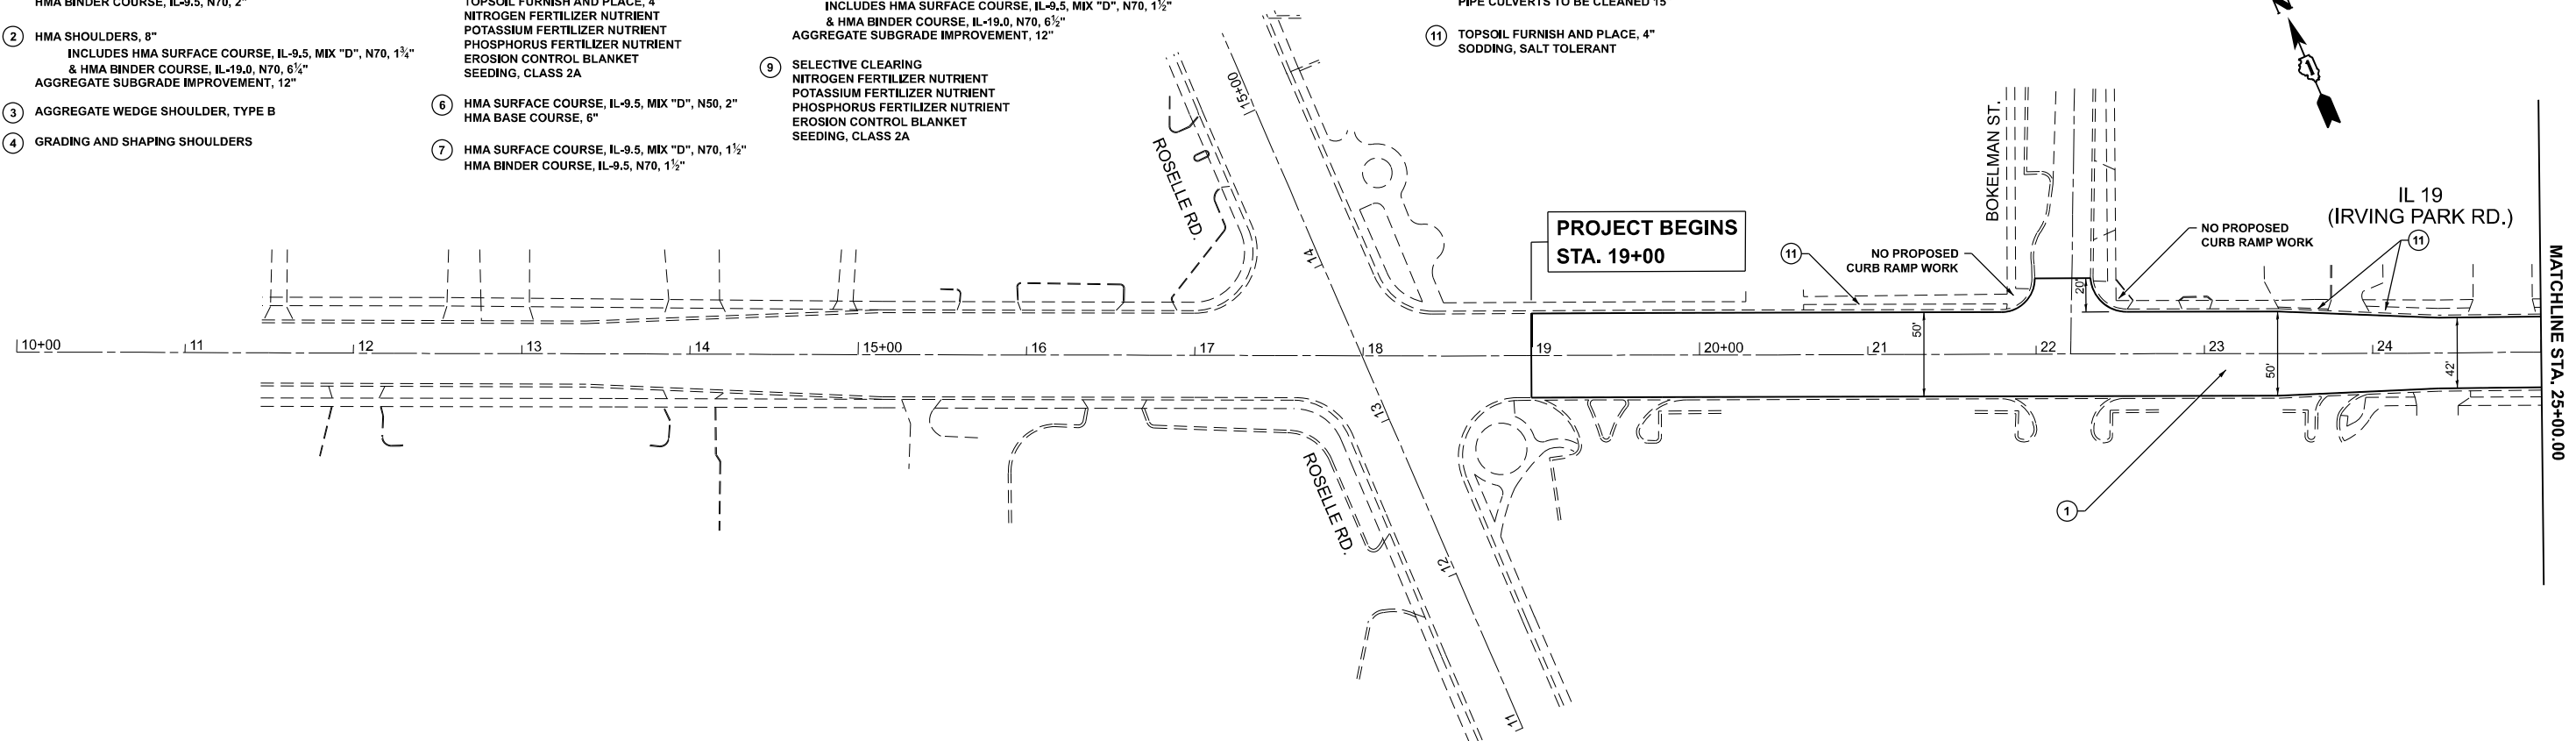 HMA BINDER COURSE, IL-9.5, N70, 2"
2 HMA SHOULDERS, 8"
INCLUDES HMA SURFACE COURSE, IL-9.5, MIX "D", N70, 1¾"
& HMA BINDER COURSE, IL-19.0, N70, 6¼"
AGGREGATE SUBGRADE IMPROVEMENT, 12"
3 AGGREGATE WEDGE SHOULDER, TYPE B
4 GRADING AND SHAPING SHOULDERS
TOPSOIL FURNISH AND PLACE, 4"
NITROGEN FERTILIZER NUTRIENT
POTASSIUM FERTILIZER NUTRIENT
PHOSPHORUS FERTILIZER NUTRIENT
EROSION CONTROL BLANKET
SEEDING, CLASS 2A
6 HMA SURFACE COURSE, IL-9.5, MIX "D", N50, 2"
HMA BASE COURSE, 6"
7 HMA SURFACE COURSE, IL-9.5, MIX "D", N70, 1½"
HMA BINDER COURSE, IL-9.5, N70, 1½"
INCLUDES HMA SURFACE COURSE, IL-9.5, MIX "D", N70, 1½"
& HMA BINDER COURSE, IL-19.0, N70, 6½"
AGGREGATE SUBGRADE IMPROVEMENT, 12"
9 SELECTIVE CLEARING
NITROGEN FERTILIZER NUTRIENT
POTASSIUM FERTILIZER NUTRIENT
PHOSPHORUS FERTILIZER NUTRIENT
EROSION CONTROL BLANKET
SEEDING, CLASS 2A
PIPE CULVERTS TO BE CLEANED 15"
11 TOPSOIL FURNISH AND PLACE, 4"
SODDING, SALT TOLERANT
N
15+00
ROSELLE RD.
14
13
12
11
ROSELLE RD.
PROJECT BEGINS
STA. 19+00
11
NO PROPOSED
CURB RAMP WORK
BOKELMAN ST.
20'
NO PROPOSED
CURB RAMP WORK
IL 19
(IRVING PARK RD.)
11
MATCHLINE STA. 25+00.00
10+00
11
12
13
14
15+00
16
17
18
19
20+00
21
22
23
24
50'
50'
42'
1